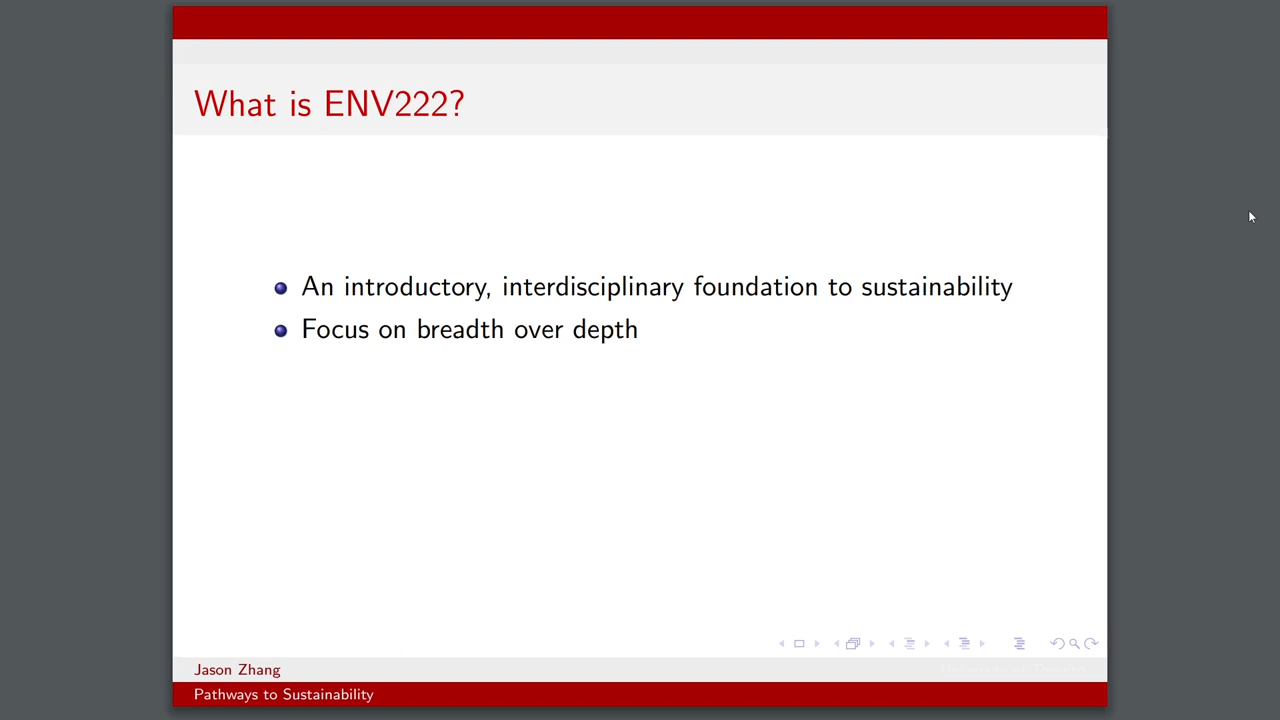 What is ENV222?
An introductory, interdisciplinary foundation to sustainability
Focus on breadth over depth
Jason Zhang
Pathways to Sustainability